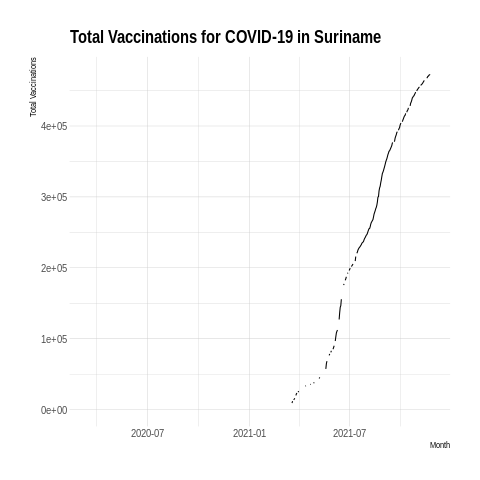 Total Vaccinations for COVID-19 in Suriname
Total Vaccinations
4e+05
3e+05
2e+05
1e+05
0e+00
2020-07 2021-01 2021-07
Month